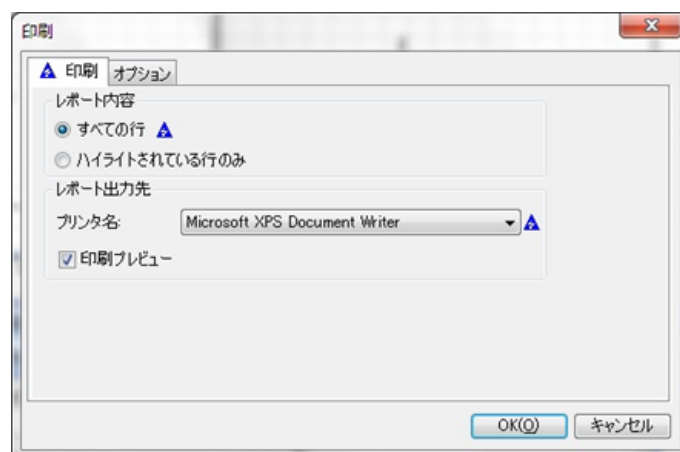 印刷
印刷 オプション
レポート内容
すべての行
ハイライトされている行のみ
レポート出力先
プリンタ名: Microsoft XPS Document Writer
印刷プレビュー
OK(O) キャンセル